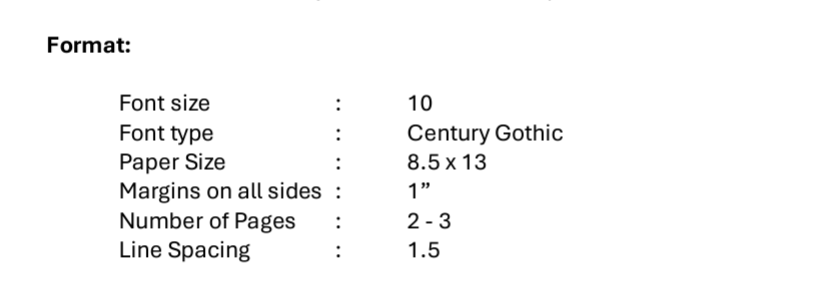 Format:
Font size : 10
Font type : Century Gothic
Paper Size : 8.5 x 13
Margins on all sides : 1”
Number of Pages : 2 - 3
Line Spacing : 1.5